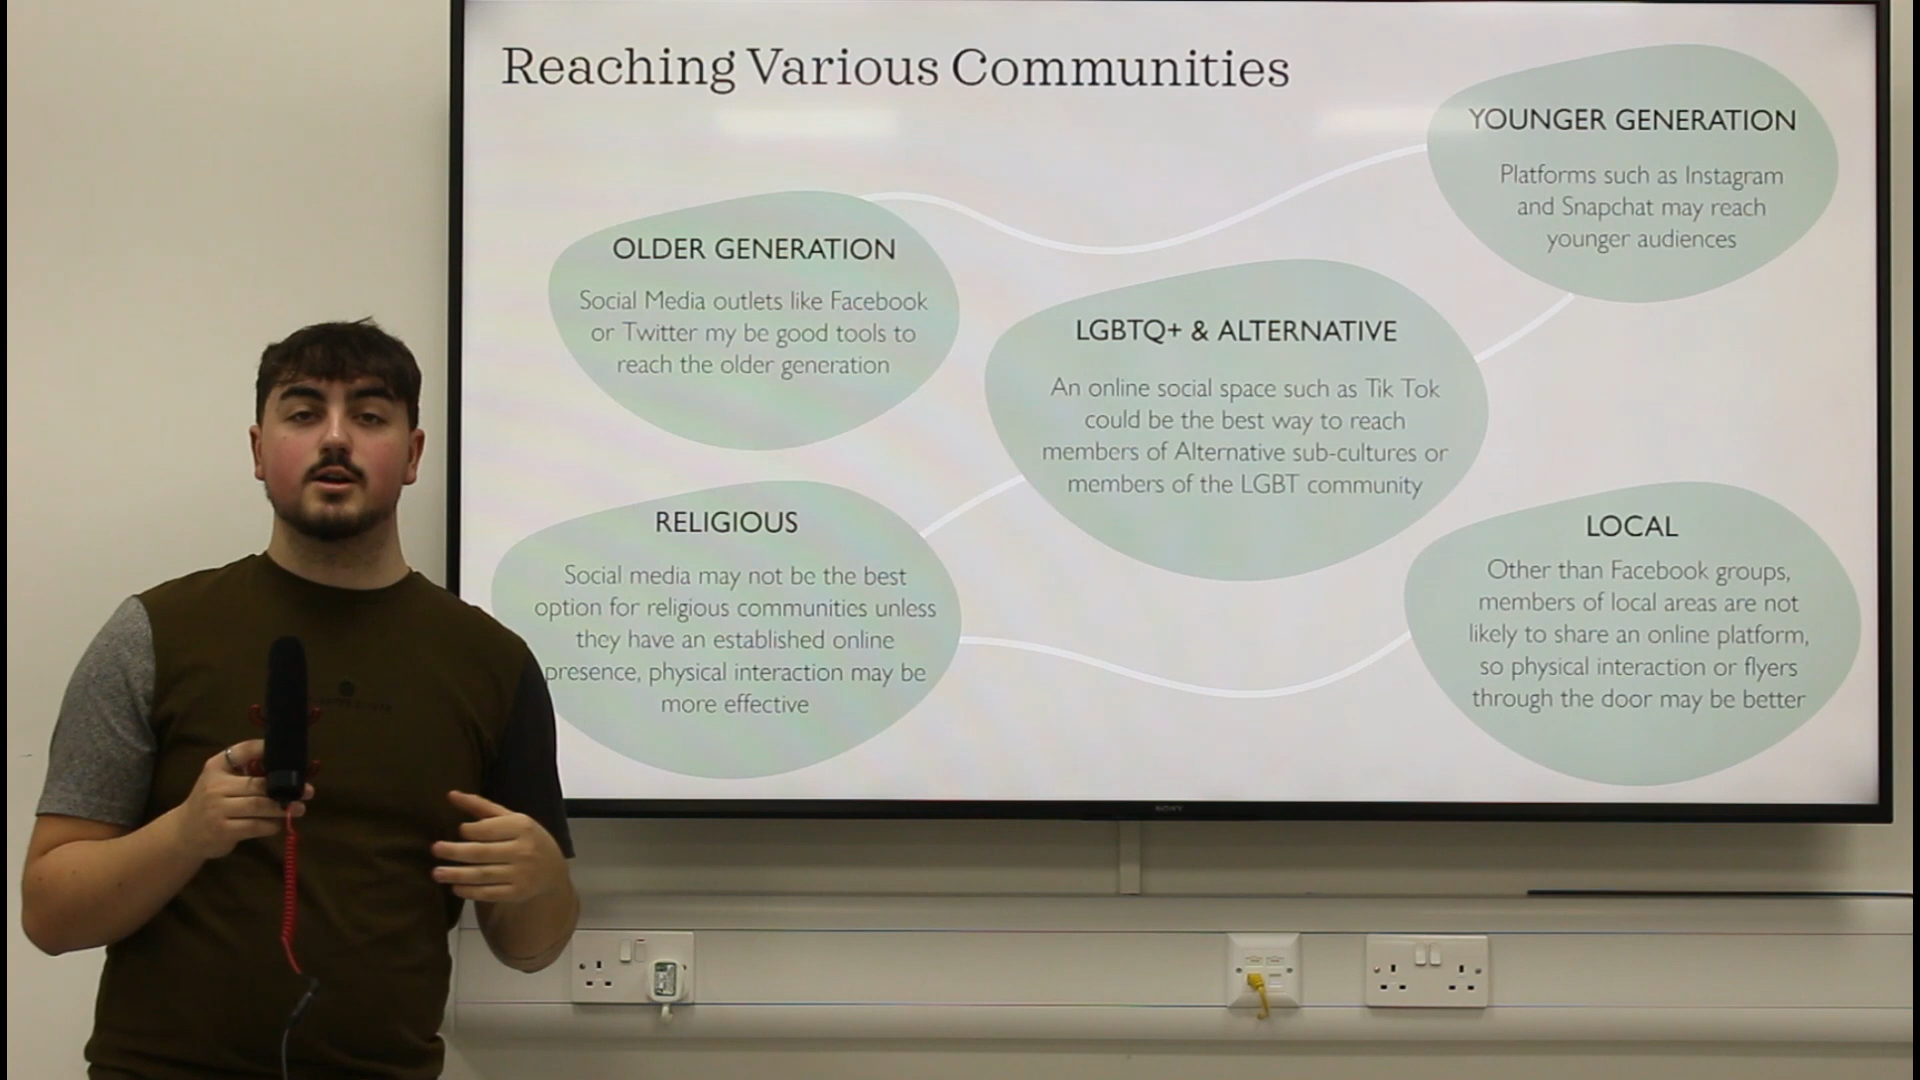 Reaching Various Communities
YOUNGER GENERATION
Platforms such as Instagram
and Snapchat may reach
younger audiences
OLDER GENERATION
Social Media outlets like Facebook
or Twitter my be good tools to
reach the older generation
LGBTQ+ & ALTERNATIVE
An online social space such as Tik Tok
could be the best way to reach
members of Alternative sub-cultures or
members of the LGBT community
RELIGIOUS
Social media may not be the best
option for religious communities unless
they have an established online
presence, physical interaction may be
more effective
LOCAL
Other than Facebook groups,
members of local areas are not
likely to share an online platform,
so physical interaction or flyers
through the door may be better
SONY